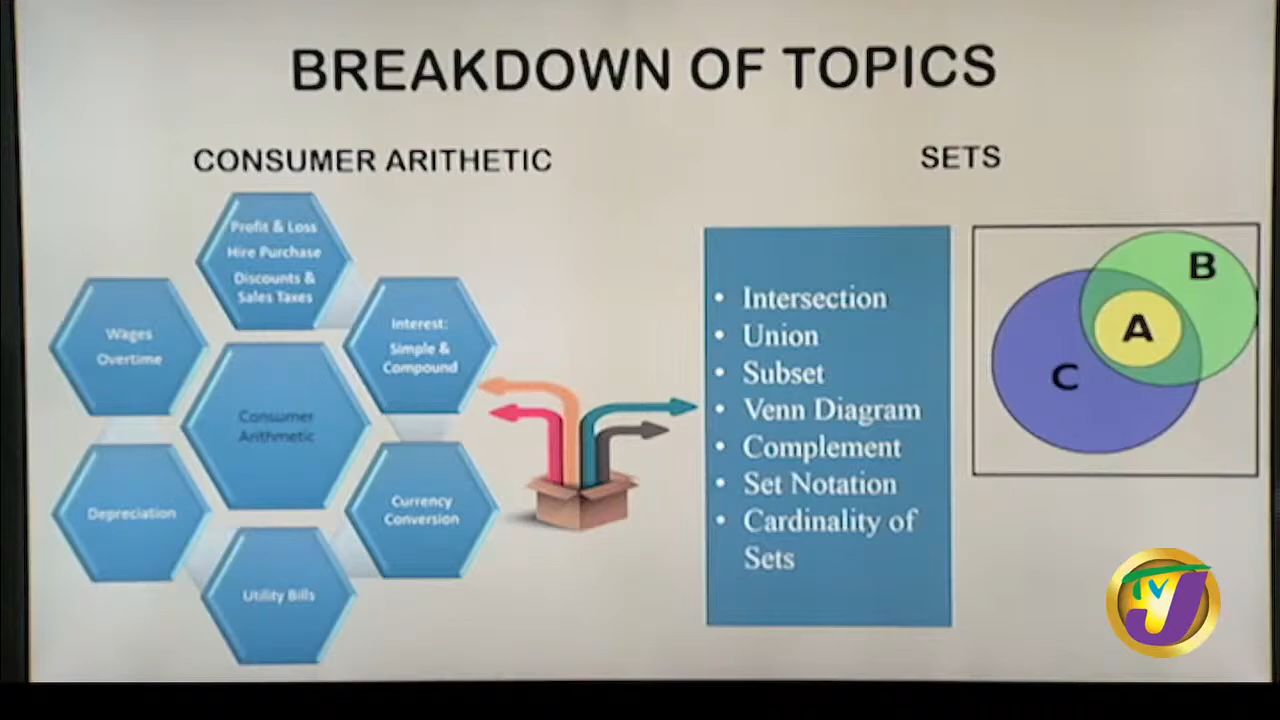 BREAKDOWN OF TOPICS
CONSUMER ARITHETIC
SETS
Profit & Loss
Hire Purchase
Discounts &
Sales Taxes
Wages
Overtime
Interest:
Simple &
Compound
Consumer
Arithmetic
Depreciation
Currency
Conversion
Utility Bills
• Intersection
• Union
• Subset
• Venn Diagram
• Complement
• Set Notation
• Cardinality of
Sets
B
A
C
TVJ